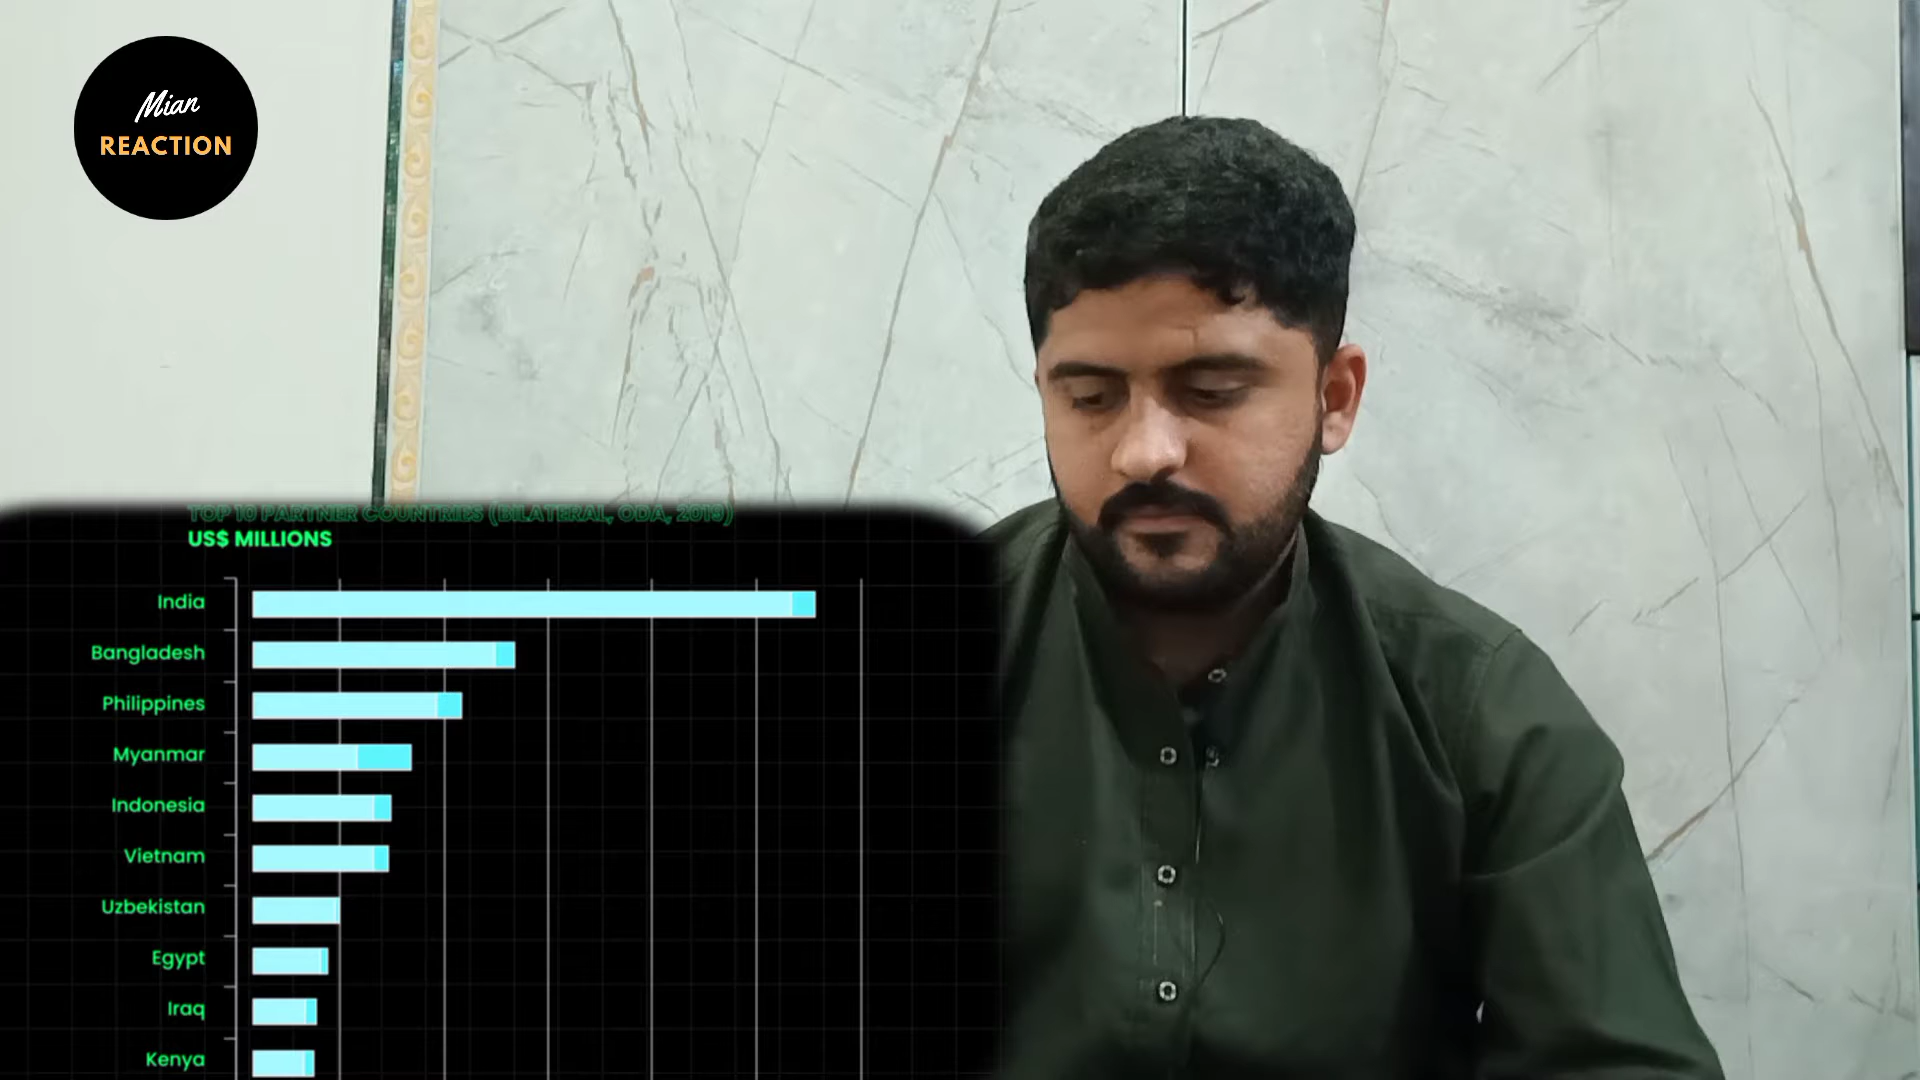 Mian
REACTION
TOP 10 PARTNER COUNTRIES (BILATERAL, ODA, 2019)
US$ MILLIONS
India
Bangladesh
Philippines
Myanmar
Indonesia
Vietnam
Uzbekistan
Egypt
Iraq
Kenya